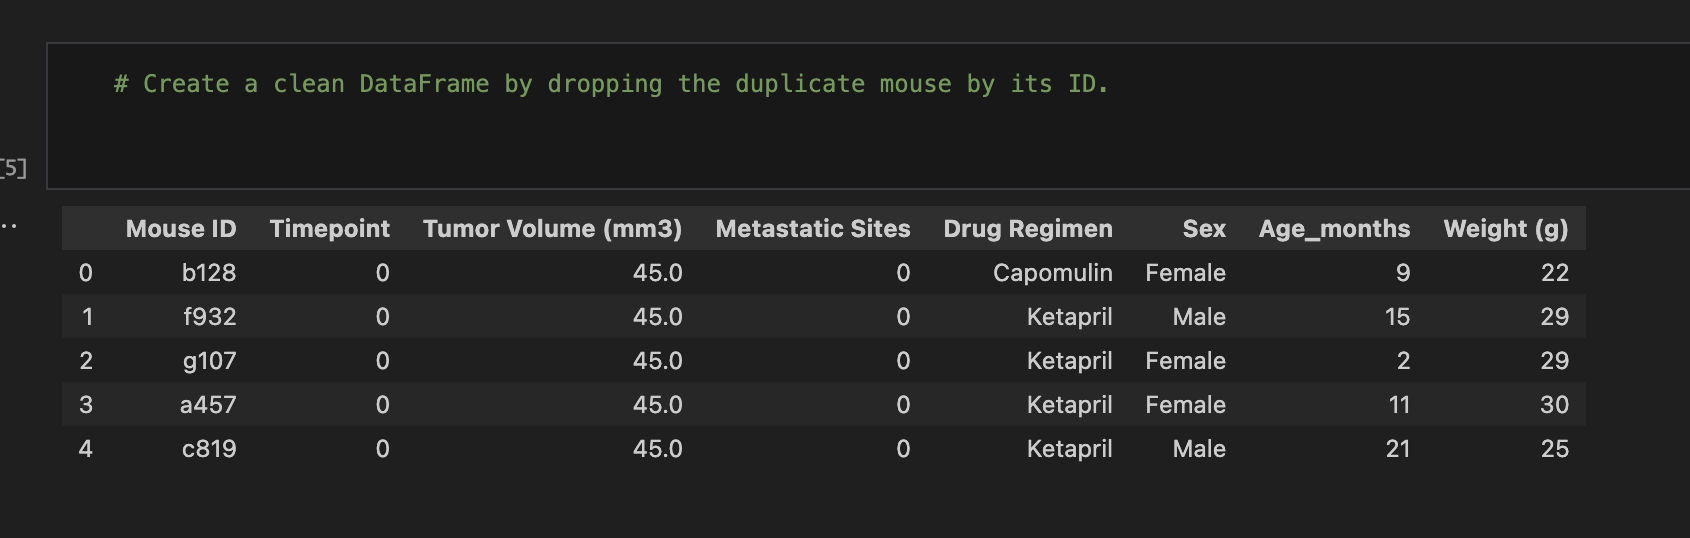 # Create a clean DataFrame by dropping the duplicate mouse by its ID.
[5]
..
Mouse ID Timepoint Tumor Volume (mm3) Metastatic Sites Drug Regimen Sex Age_months Weight (g)
0 b128 0 45.0 0 Capomulin Female 9 22
1 f932 0 45.0 0 Ketapril Male 15 29
2 g107 0 45.0 0 Ketapril Female 2 29
3 a457 0 45.0 0 Ketapril Female 11 30
4 c819 0 45.0 0 Ketapril Male 21 25